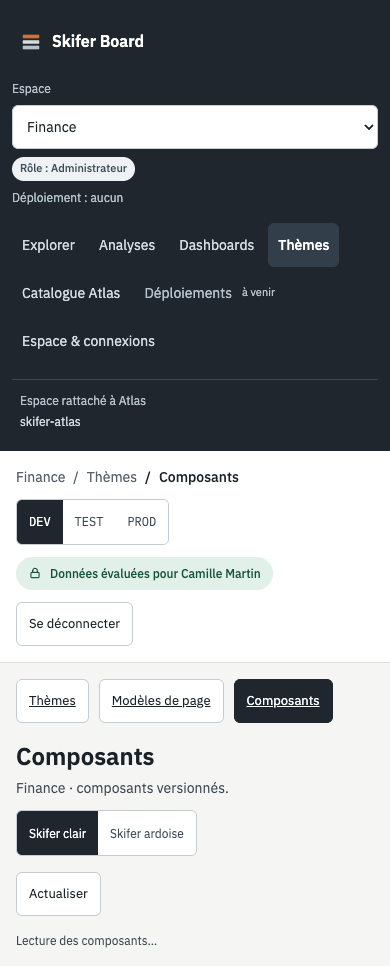 Skifer Board
Espace
Finance
Rôle : Administrateur
Déploiement : aucun
Explorer Analyses Dashboards Thèmes
Catalogue Atlas Déploiements à venir
Espace & connexions
Espace rattaché à Atlas
skifer-atlas
Finance / Thèmes / Composants
DEV TEST PROD
Données évaluées pour Camille Martin
Se déconnecter
Thèmes Modèles de page Composants
Composants
Finance · composants versionnés.
Skifer clair Skifer ardoise
Actualiser
Lecture des composants…